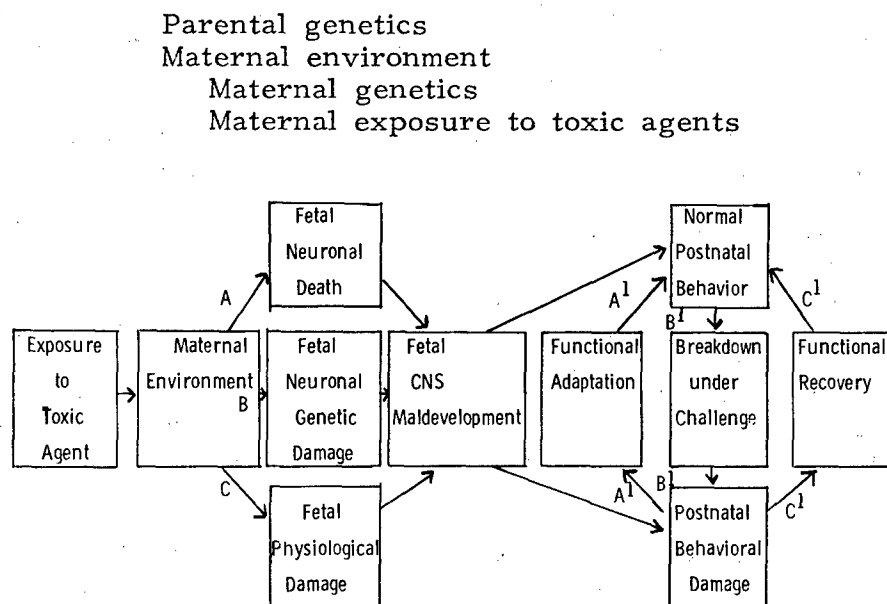 Parental genetics
Maternal environment
Maternal genetics
Maternal exposure to toxic agents
Exposure
to
Toxic
Agent
Maternal
Environment
A
B
C
Fetal
Neuronal
Death
Fetal
Neuronal
Genetic
Damage
Fetal
Physiological
Damage
Fetal
CNS
Maldevelopment
Functional
Adaptation
A1
A1
Normal
Postnatal
Behavior
B1
Breakdown
under
Challenge
B1
Postnatal
Behavioral
Damage
C1
C1
Functional
Recovery